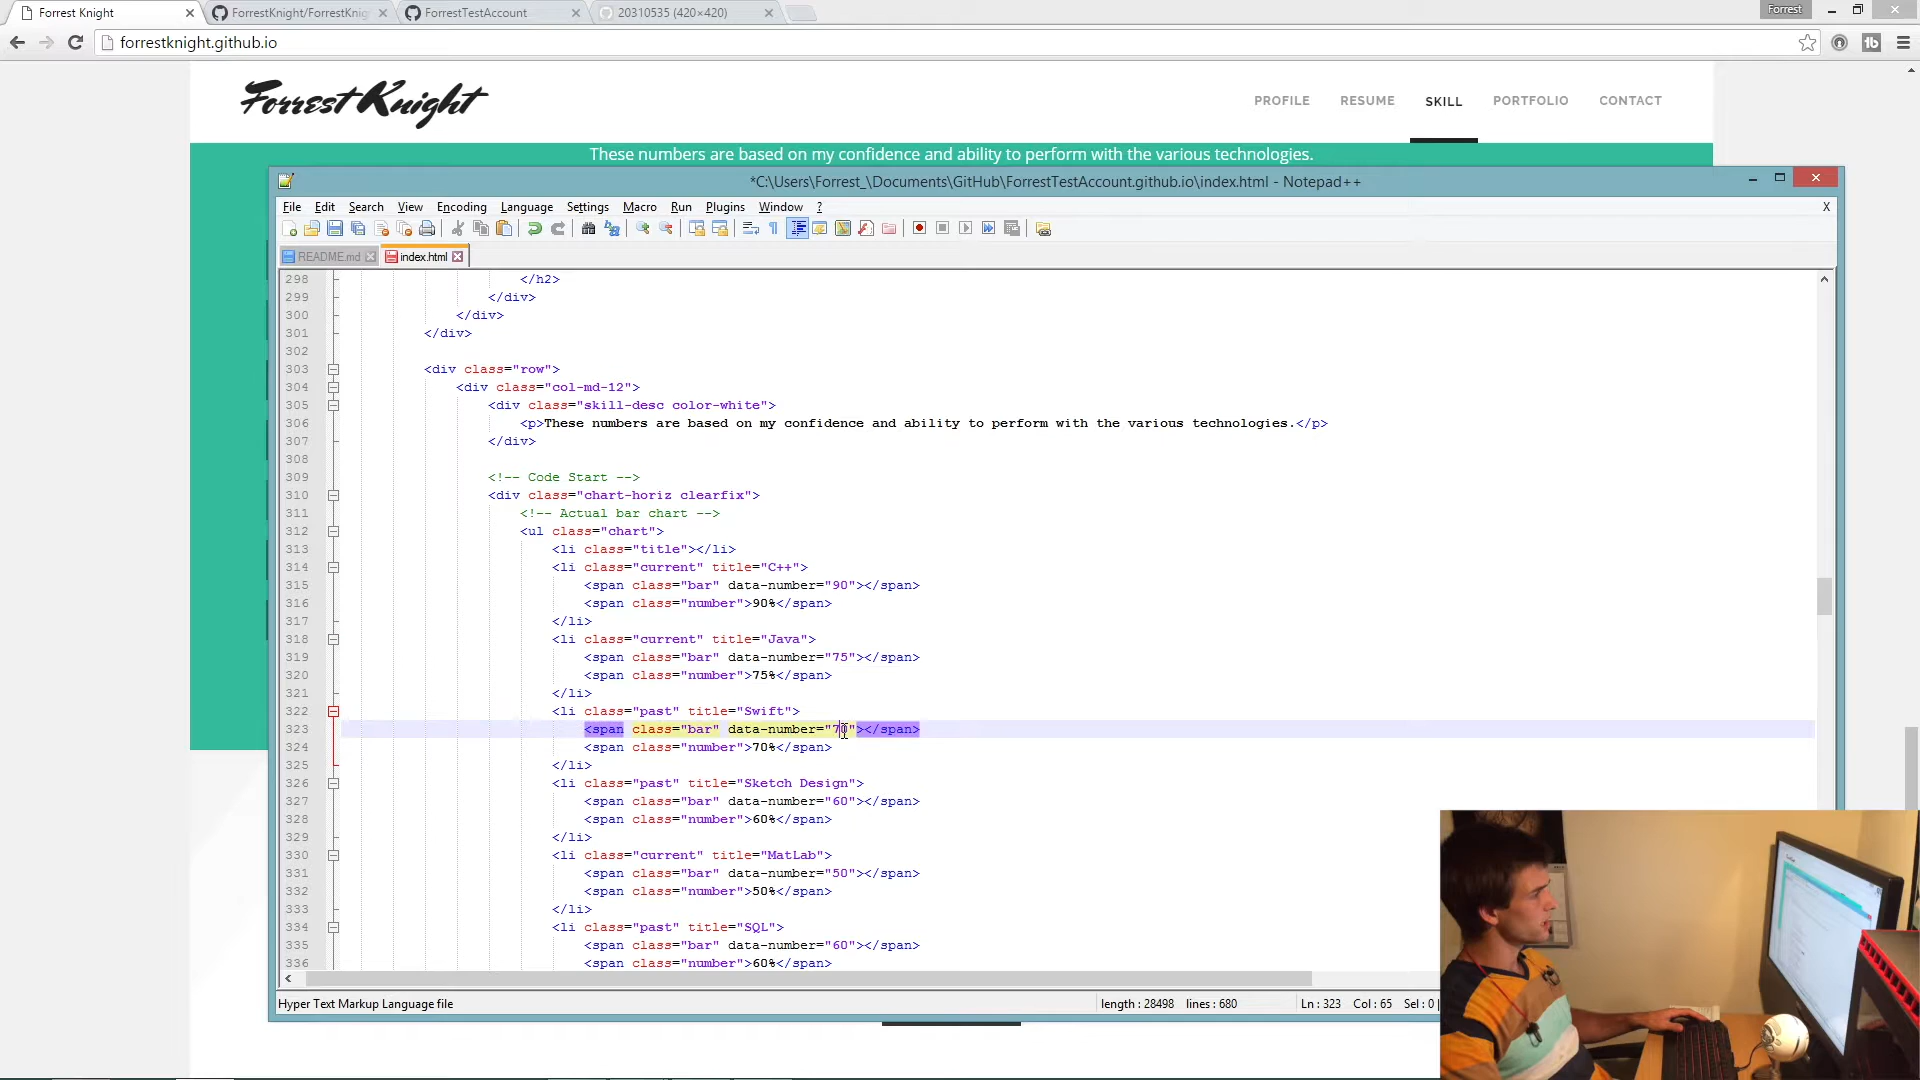 Forrest Knight
ForrestKnight/ForrestKnig
ForrestTestAccount
20310535 (420×420)
Forrest
forrestknight.github.io
Forrest Knight
PROFILE
RESUME
SKILL
PORTFOLIO
CONTACT
These numbers are based on my confidence and ability to perform with the various technologies.
*C:\Users\Forrest_\Documents\GitHub\ForrestTestAccount.github.io\index.html - Notepad++
File Edit Search View Encoding Language Settings Macro Run Plugins Window ?
X
README.md
index.html
298 </h2>
299 </div>
300 </div>
301 </div>
302
303 <div class="row">
304 <div class="col-md-12">
305 <div class="skill-desc color-white">
306 <p>These numbers are based on my confidence and ability to perform with the various technologies.</p>
307 </div>
308
309 <!-- Code Start -->
310 <div class="chart-horiz clearfix">
311 <!-- Actual bar chart -->
312 <ul class="chart">
313 <li class="title"></li>
314 <li class="current" title="C++">
315 <span class="bar" data-number="90"></span>
316 <span class="number">90%</span>
317 </li>
318 <li class="current" title="Java">
319 <span class="bar" data-number="75"></span>
320 <span class="number">75%</span>
321 </li>
322 <li class="past" title="Swift">
323 <span class="bar" data-number="70"></span>
324 <span class="number">70%</span>
325 </li>
326 <li class="past" title="Sketch Design">
327 <span class="bar" data-number="60"></span>
328 <span class="number">60%</span>
329 </li>
330 <li class="current" title="MatLab">
331 <span class="bar" data-number="50"></span>
332 <span class="number">50%</span>
333 </li>
334 <li class="past" title="SQL">
335 <span class="bar" data-number="60"></span>
336 <span class="number">60%</span>
Hyper Text Markup Language file
length : 28498 lines : 680
Ln : 323 Col : 65 Sel : 0 |